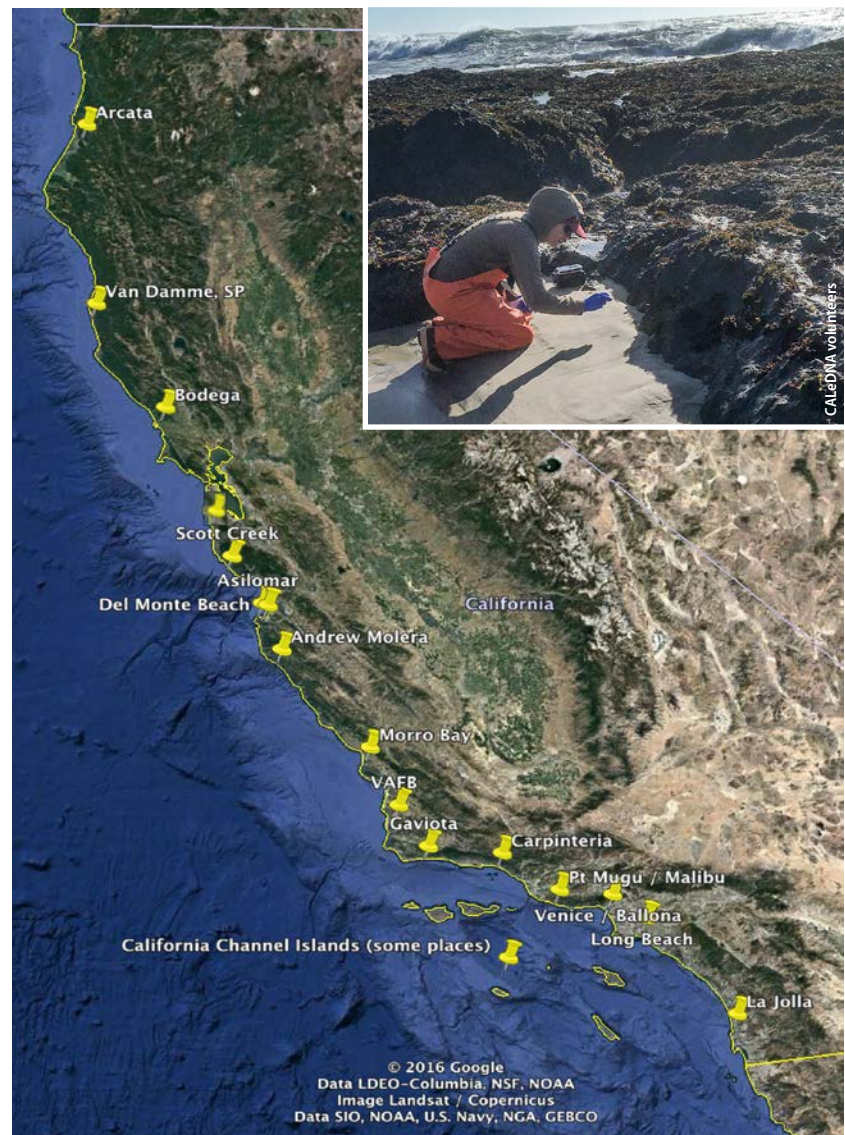 Arcata
Van Damme, SP
Bodega
Scott Creek
Asilomar
Del Monte Beach
Andrew Molera
California
Morro Bay
VAFB
Gaviota
Carpinteria
Pt Mugu / Malibu
Venice / Ballona
Long Beach
California Channel Islands (some places)
La Jolla
© 2016 Google
Data LDEO-Columbia, NSF, NOAA
Image Landsat / Copernicus
Data SIO, NOAA, U.S. Navy, NGA, GEBCO
CALeDNA volunteers